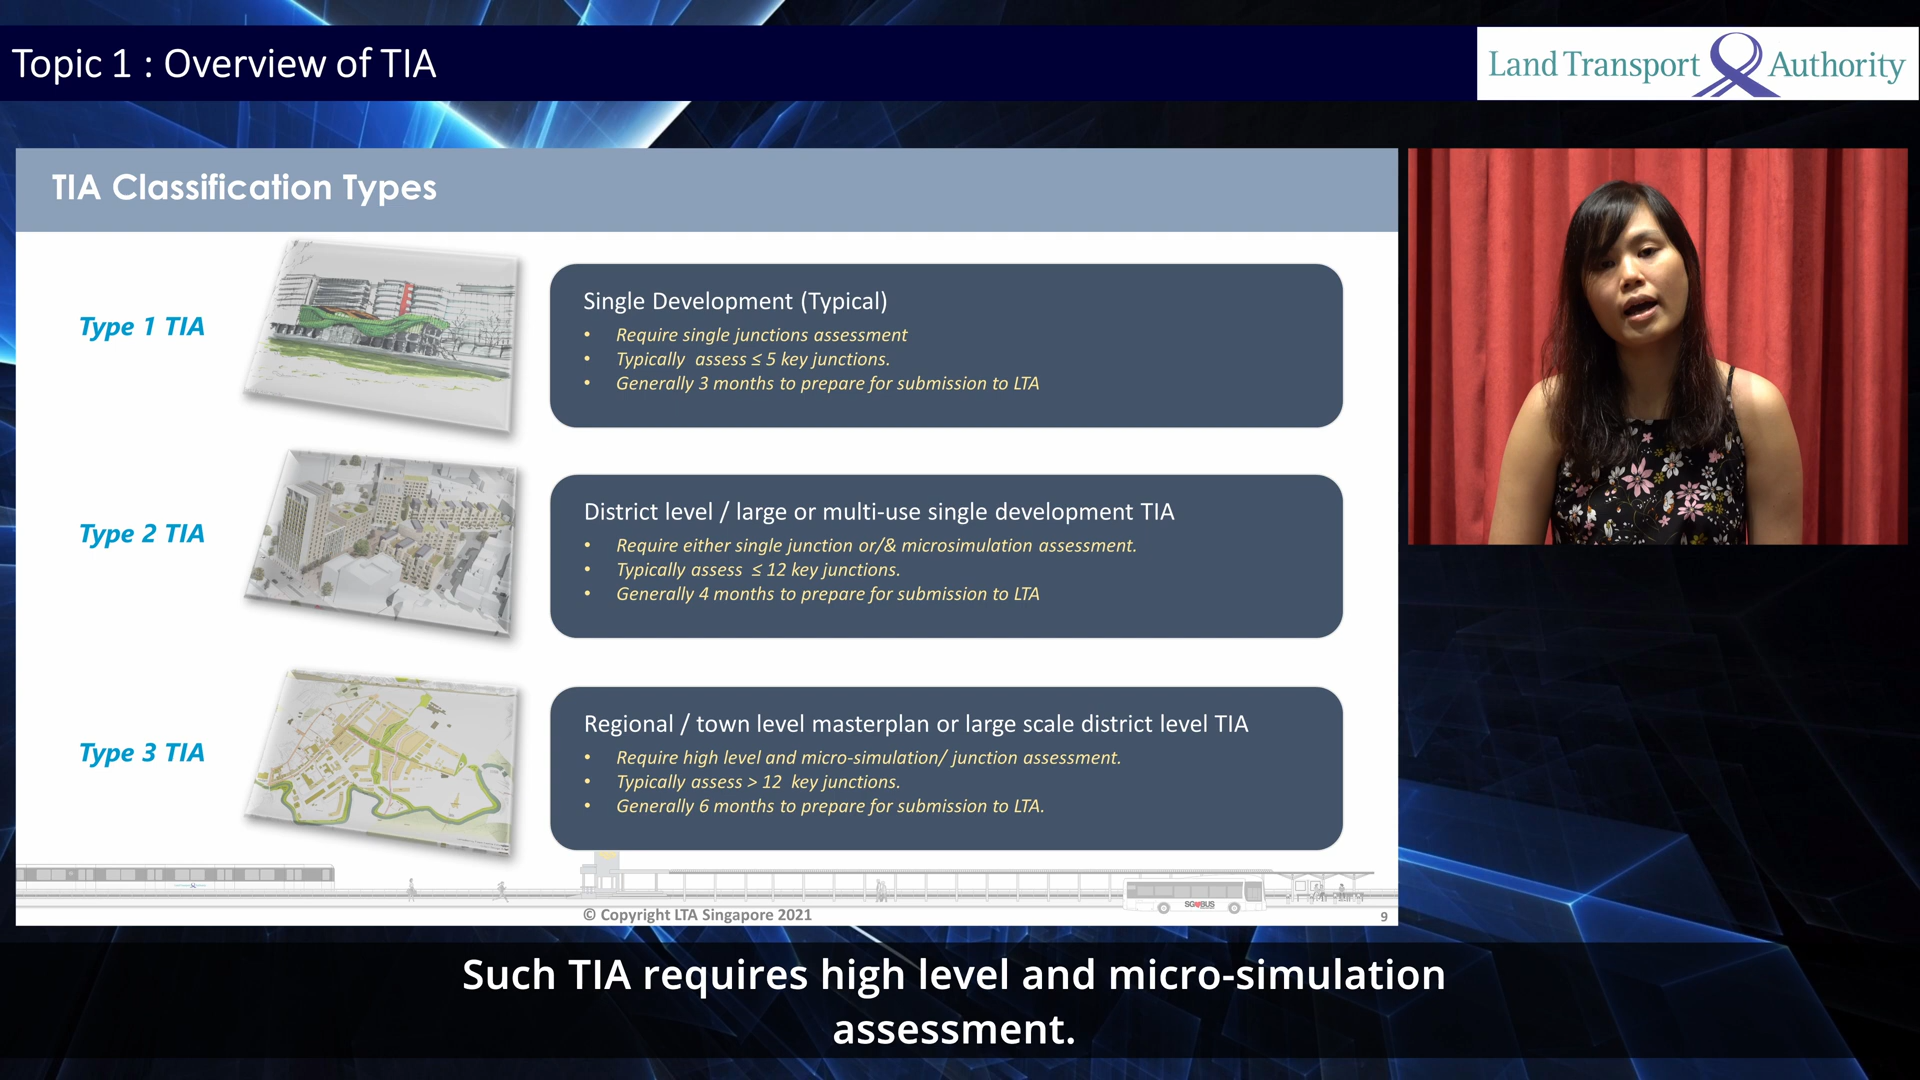 Topic 1 : Overview of TIA
Land Transport Authority
TIA Classification Types
Type 1 TIA
Single Development (Typical)
• Require single junctions assessment
• Typically assess ≤ 5 key junctions.
• Generally 3 months to prepare for submission to LTA
Type 2 TIA
District level / large or multi-use single development TIA
• Require either single junction or/& microsimulation assessment.
• Typically assess ≤ 12 key junctions.
• Generally 4 months to prepare for submission to LTA
Type 3 TIA
Regional / town level masterplan or large scale district level TIA
• Require high level and micro-simulation/ junction assessment.
• Typically assess > 12 key junctions.
• Generally 6 months to prepare for submission to LTA.
SG♥BUS
© Copyright LTA Singapore 2021
9
Such TIA requires high level and micro-simulation
assessment.